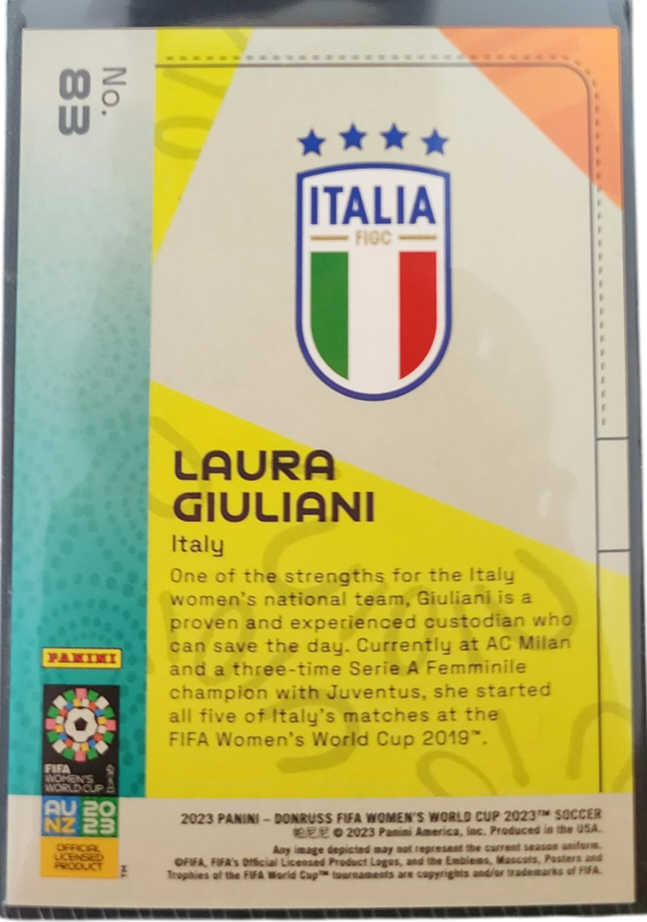 No.
83
ITALIA
FIGC
LAURA
GIULIANI
Italy
One of the strengths for the Italy
women's national team, Giuliani is a
proven and experienced custodian who
can save the day. Currently at AC Milan
and a three-time Serie A Femminile
champion with Juventus, she started
all five of Italy's matches at the
FIFA Women's World Cup 2019™.
PANINI
FIFA
WOMEN'S
WORLD CUP
AU 20
NZ 23
OFFICIAL
LICENSED
PRODUCT
™
2023 PANINI – DONRUSS FIFA WOMEN'S WORLD CUP 2023™ SOCCER
帕尼尼 © 2023 Panini America, Inc. Produced in the USA.
Any image depicted may not represent the current season uniform.
©FIFA, FIFA's Official Licensed Product Logos, and the Emblems, Mascots, Posters and
Trophies of the FIFA World Cup™ tournaments are copyrights and/or trademarks of FIFA.